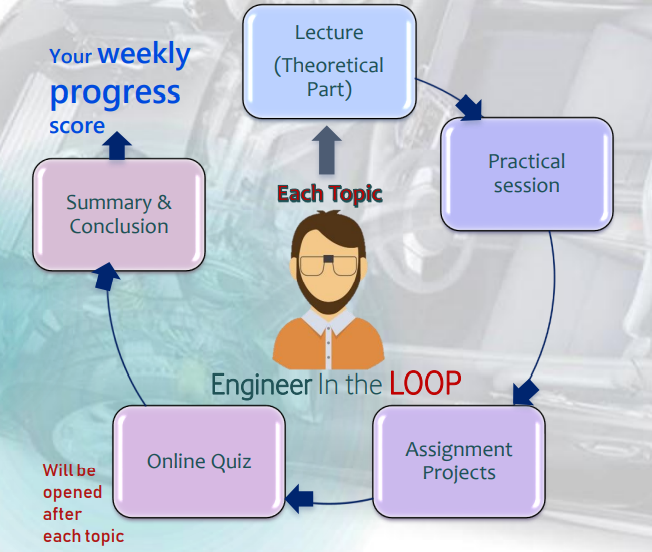 Lecture
(Theoretical
Part)
Your weekly
progress
score
Practical
session
Summary &
Conclusion
Each Topic
Engineer In the LOOP
Assignment
Projects
Online Quiz
Will be
opened
after
each topic